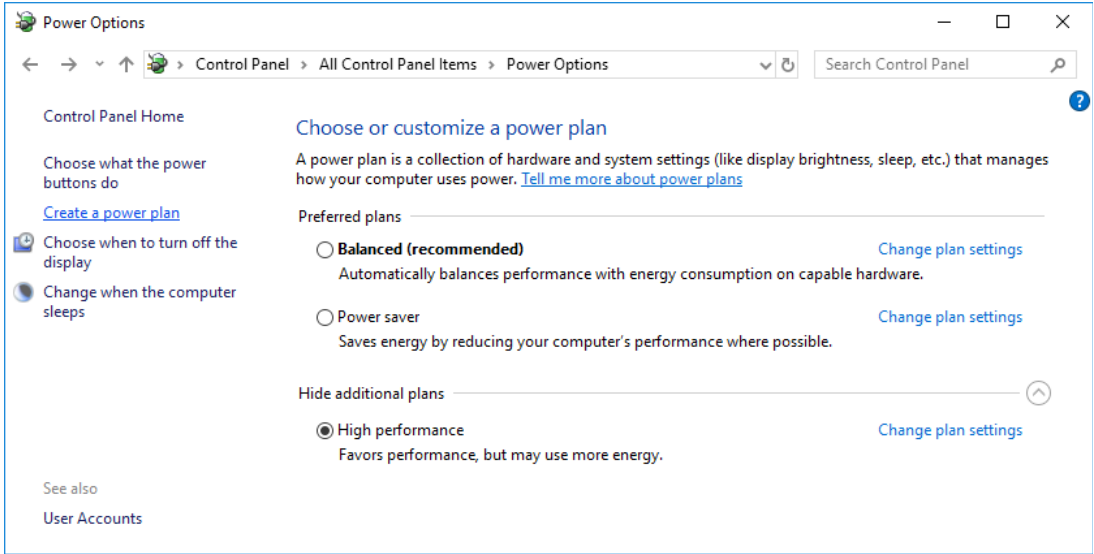 Power Options
Control Panel > All Control Panel Items > Power Options
Search Control Panel
Control Panel Home
Choose what the power
buttons do
Create a power plan
Choose when to turn off the
display
Change when the computer
sleeps
See also
User Accounts
?
Choose or customize a power plan
A power plan is a collection of hardware and system settings (like display brightness, sleep, etc.) that manages
how your computer uses power. Tell me more about power plans
Preferred plans
Balanced (recommended) Change plan settings
Automatically balances performance with energy consumption on capable hardware.
Power saver Change plan settings
Saves energy by reducing your computer's performance where possible.
Hide additional plans
High performance Change plan settings
Favors performance, but may use more energy.